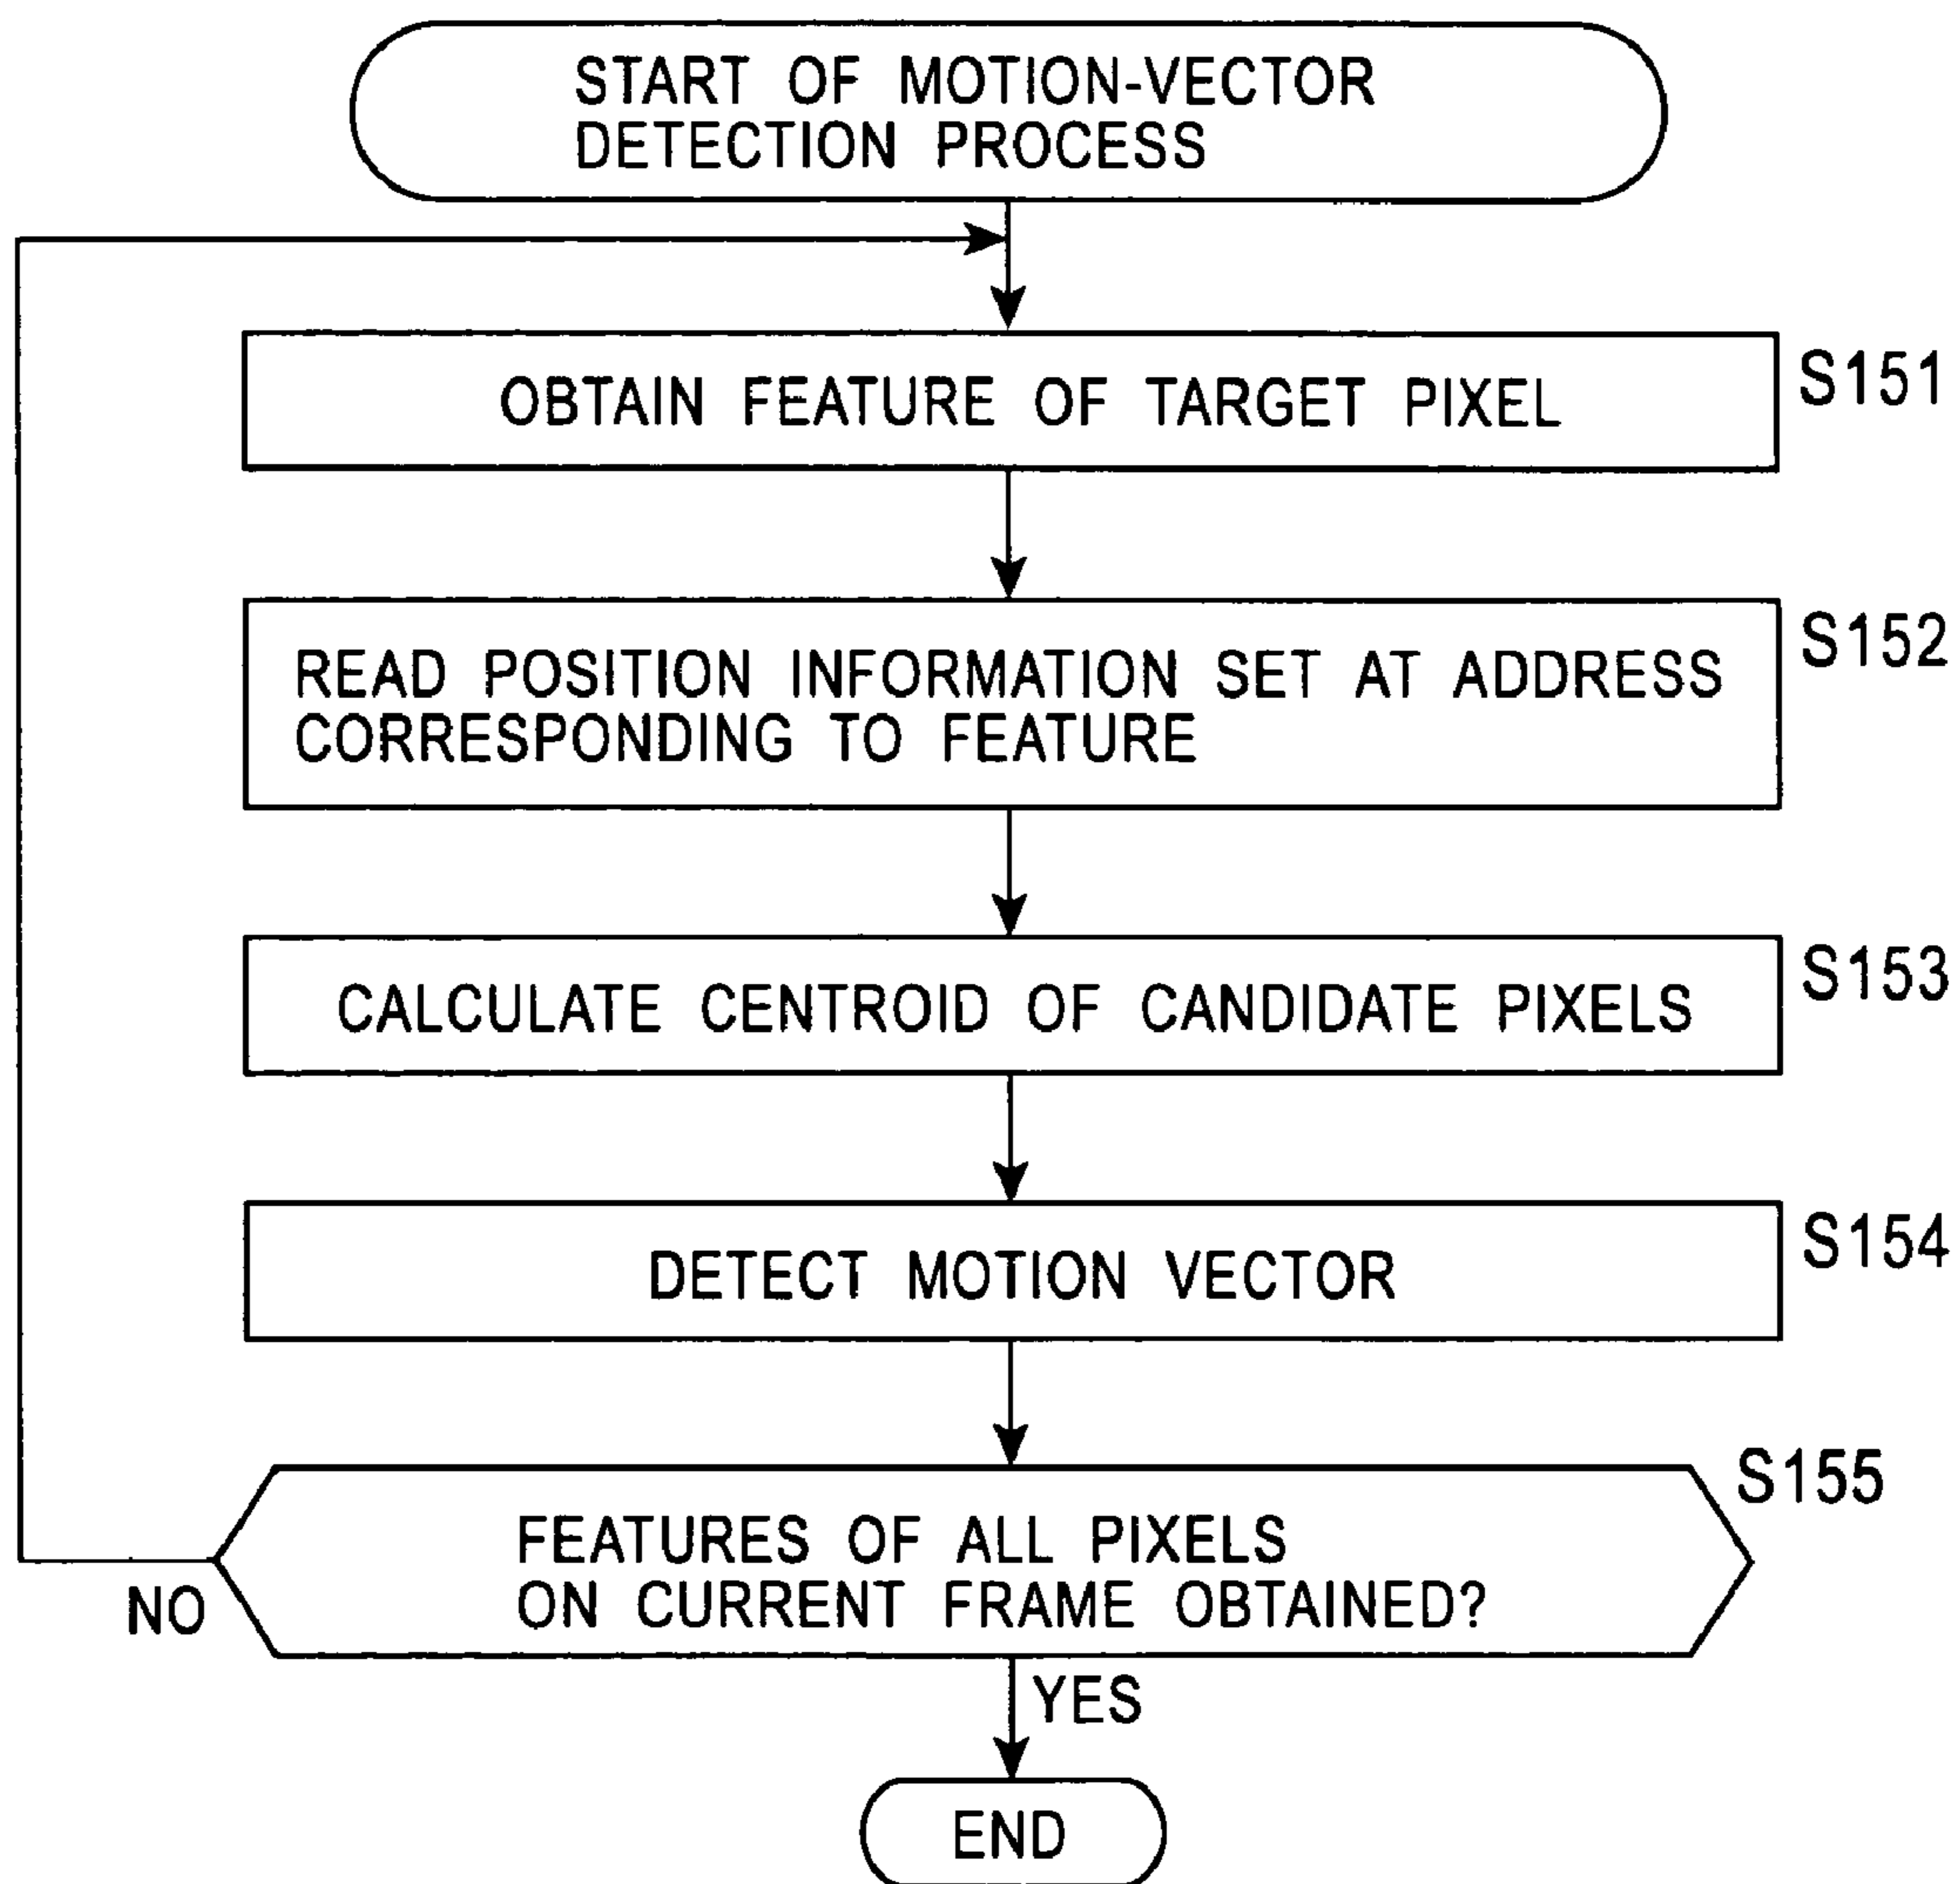 START OF MOTION-VECTOR
DETECTION PROCESS
OBTAIN FEATURE OF TARGET PIXEL
S151
READ POSITION INFORMATION SET AT ADDRESS
CORRESPONDING TO FEATURE
S152
CALCULATE CENTROID OF CANDIDATE PIXELS
S153
DETECT MOTION VECTOR
S154
S155
FEATURES OF ALL PIXELS
ON CURRENT FRAME OBTAINED?
NO
YES
END